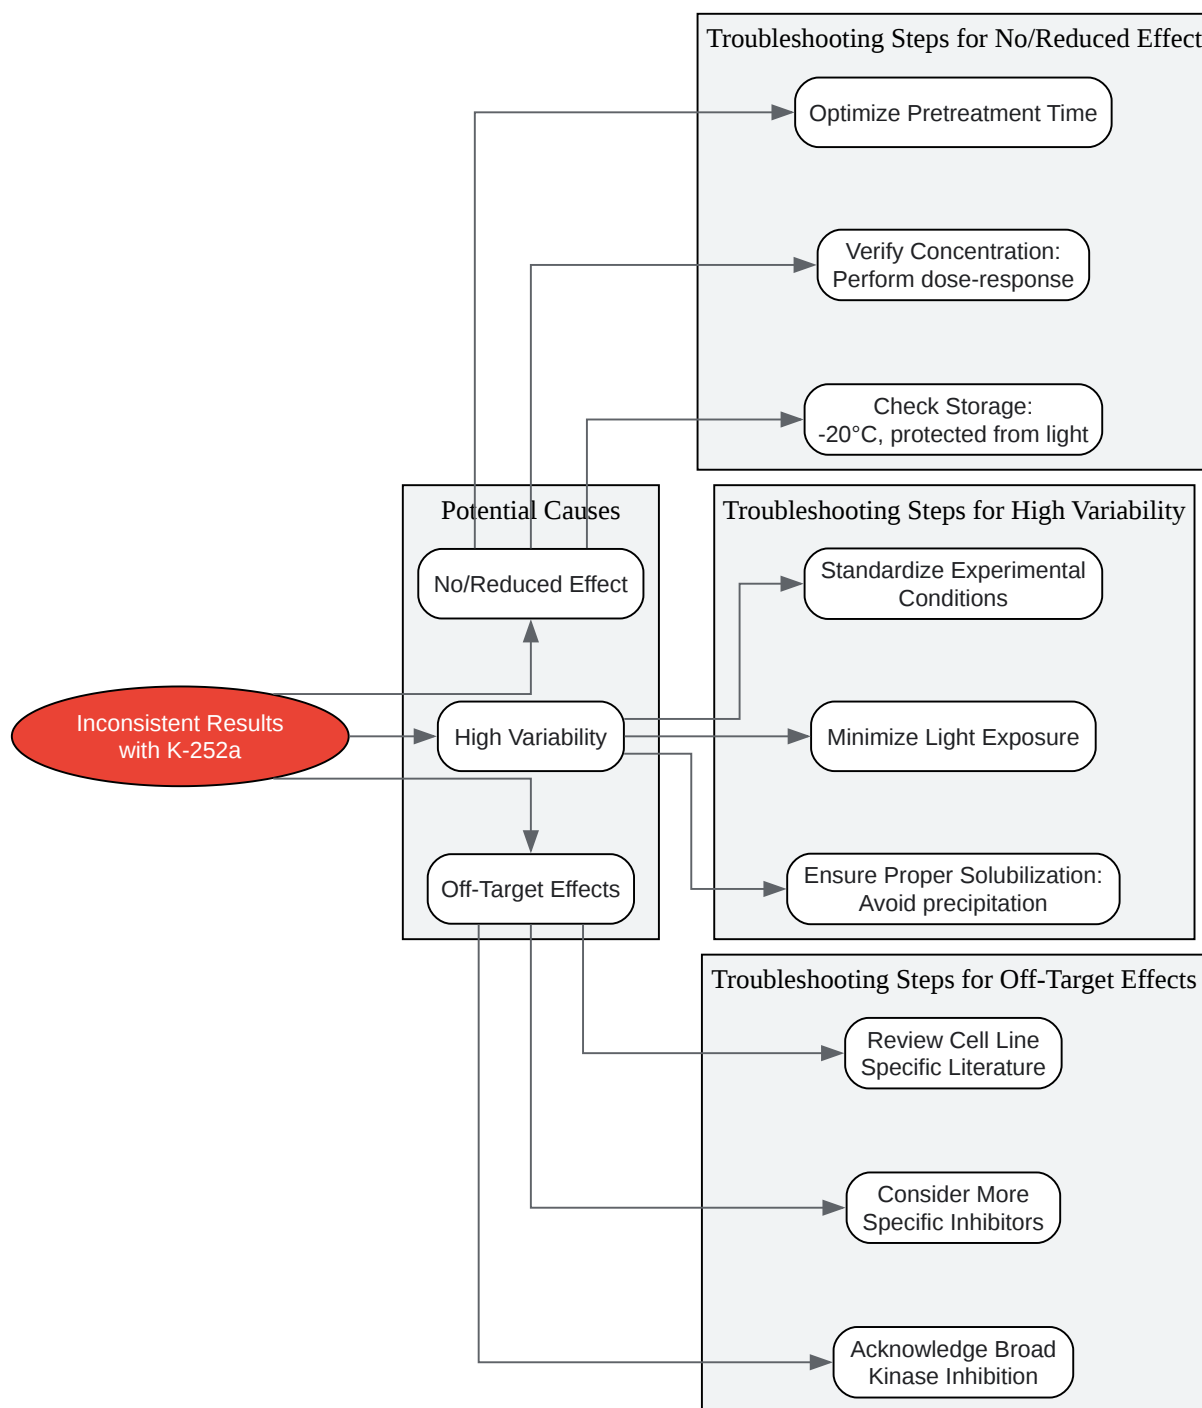 Troubleshooting Steps for No/Reduced Effect
Optimize Pretreatment Time
Verify Concentration:
Perform dose-response
Check Storage:
-20°C, protected from light
Potential Causes
No/Reduced Effect
High Variability
Off-Target Effects
Inconsistent Results
with K-252a
Troubleshooting Steps for High Variability
Standardize Experimental
Conditions
Minimize Light Exposure
Ensure Proper Solubilization:
Avoid precipitation
Troubleshooting Steps for Off-Target Effects
Review Cell Line
Specific Literature
Consider More
Specific Inhibitors
Acknowledge Broad
Kinase Inhibition